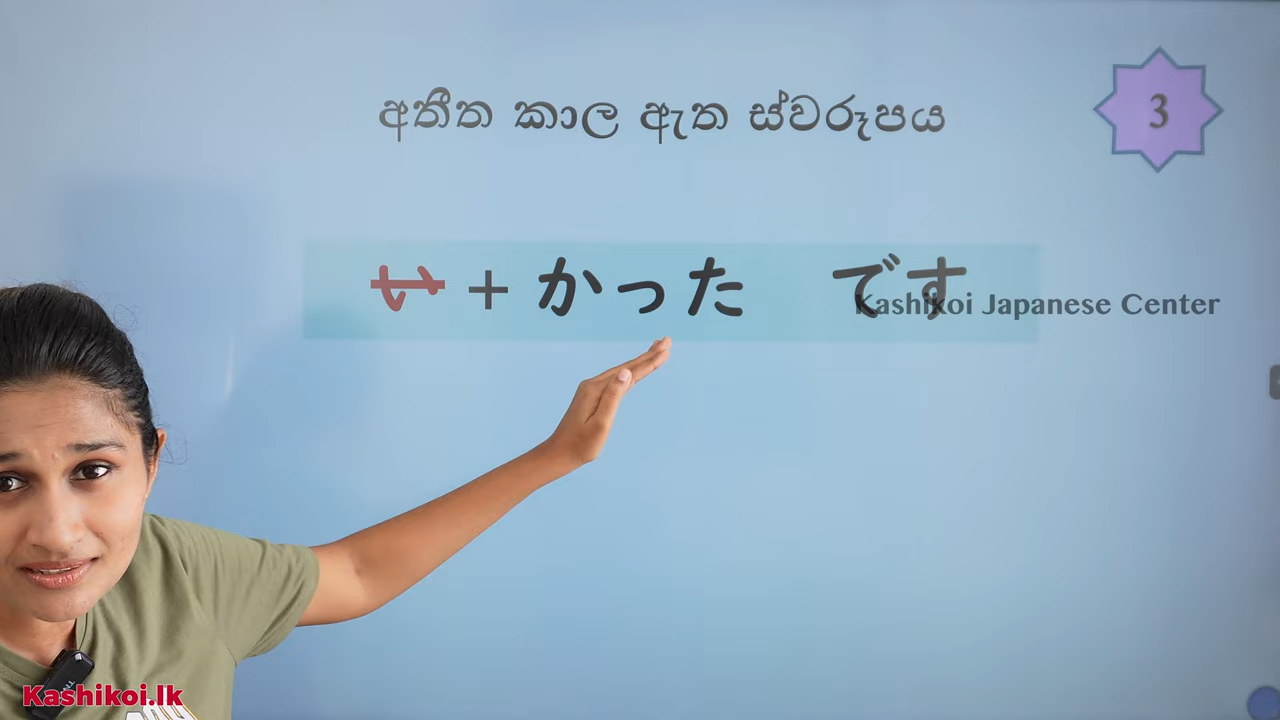 අතීත කාල ඇත ස්වරූපය
3
い + かった です
Kashikoi Japanese Center
Kashikoi.lk